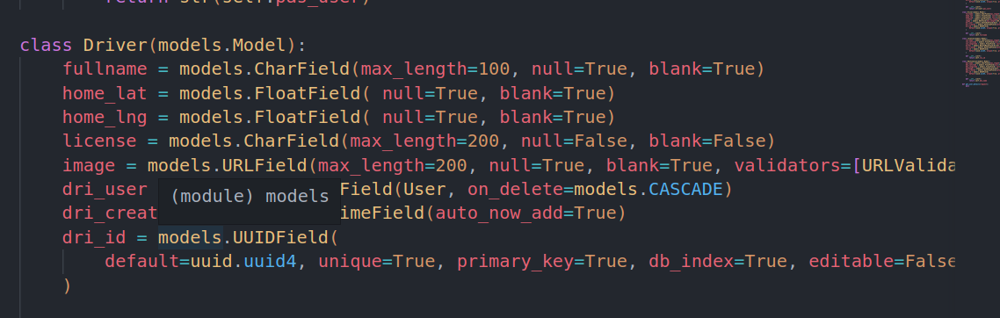 return str(self.pas_user)
class Driver(models.Model):
fullname = models.CharField(max_length=100, null=True, blank=True)
home_lat = models.FloatField( null=True, blank=True)
home_lng = models.FloatField( null=True, blank=True)
license = models.CharField(max_length=200, null=False, blank=False)
image = models.URLField(max_length=200, null=True, blank=True, validators=[URLValida
dri_user Field(User, on_delete=models.CASCADE)
(module) models
dri_creat imeField(auto_now_add=True)
dri_id = models.UUIDField(
default=uuid.uuid4, unique=True, primary_key=True, db_index=True, editable=False
)